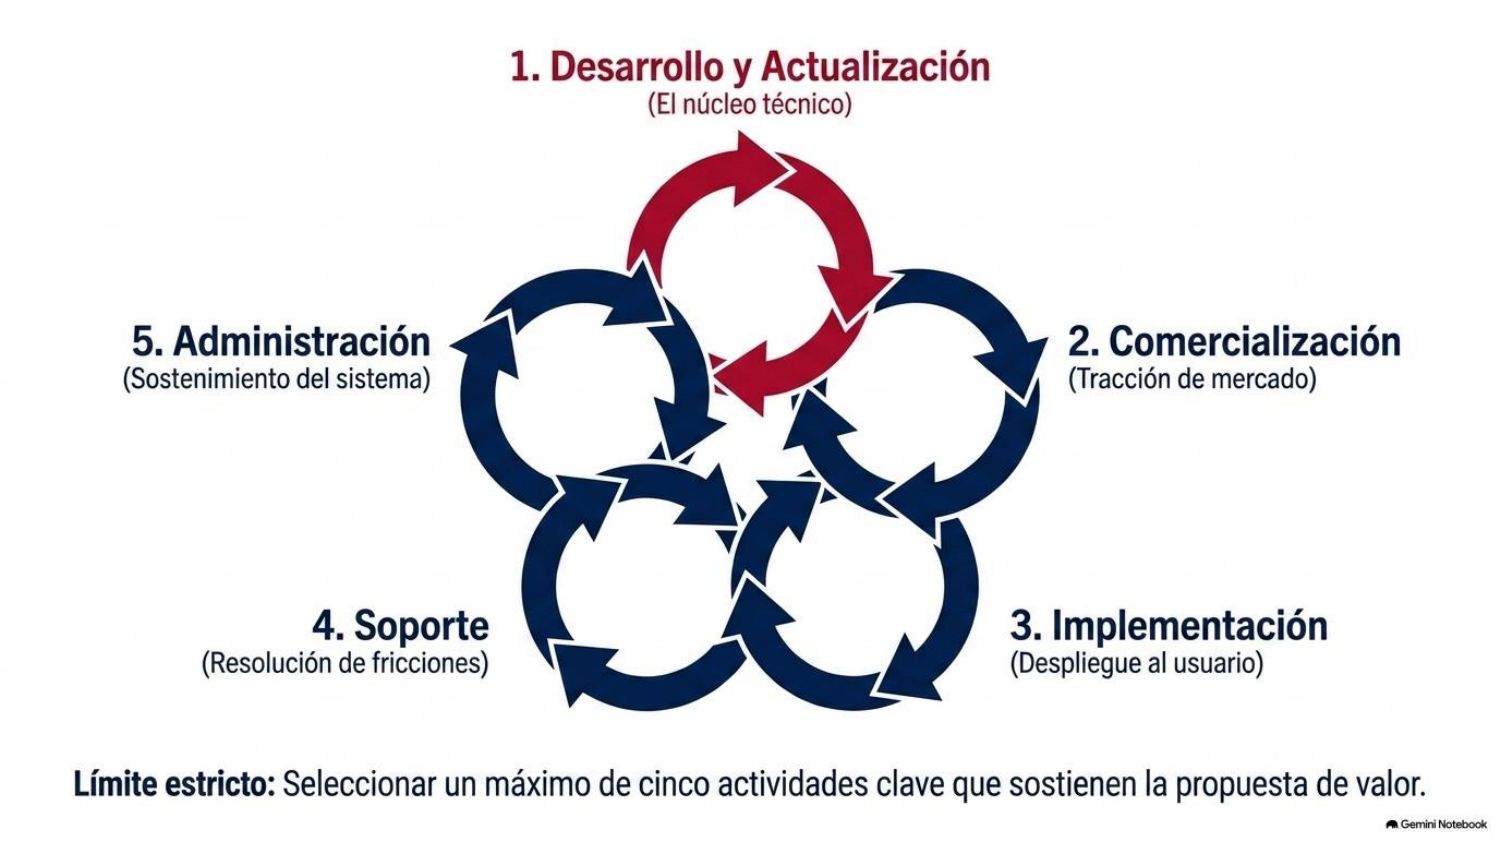 1. Desarrollo y Actualización
(El núcleo técnico)
2. Comercialización
(Tracción de mercado)
3. Implementación
(Despliegue al usuario)
4. Soporte
(Resolución de fricciones)
5. Administración
(Sostenimiento del sistema)
Límite estricto: Seleccionar un máximo de cinco actividades clave que sostienen la propuesta de valor.
Gemini Notebook